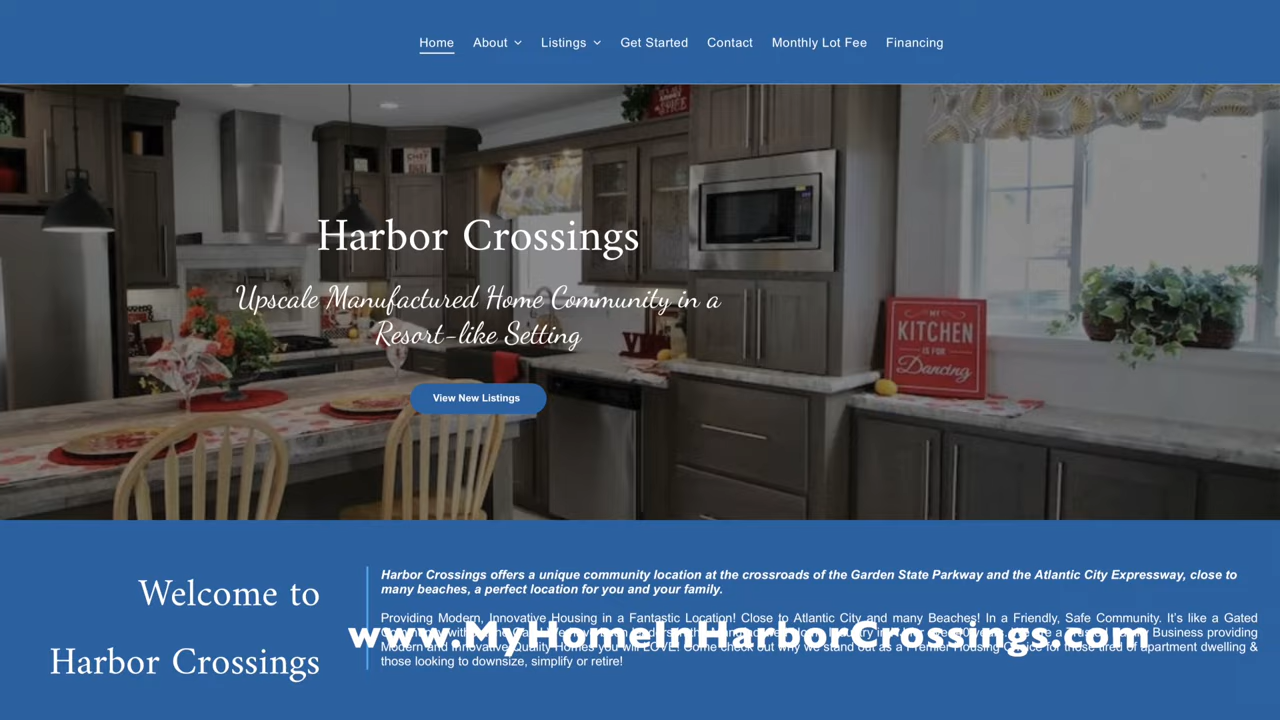 Home About Listings Get Started Contact Monthly Lot Fee Financing
CHEF
Harbor Crossings
Upscale Manufactured Home Community in a
Resort-like Setting
MY
KITCHEN
IS FOR
Dancing
View New Listings
Welcome to
Harbor Crossings
Harbor Crossings offers a unique community location at the crossroads of the Garden State Parkway and the Atlantic City Expressway, close to
many beaches, a perfect location for you and your family.
Providing Modern, Innovative Housing in a Fantastic Location! Close to Atlantic City and many Beaches! In a Friendly, Safe Community. It's like a Gated
Business providing
www.MyHomeInHarborCrossings.com
Modern and Innovative Quality Homes you will LOVE! Come check out why we stand out as a Premier Housing Choice for those tired of apartment dwelling &
those looking to downsize, simplify or retire!